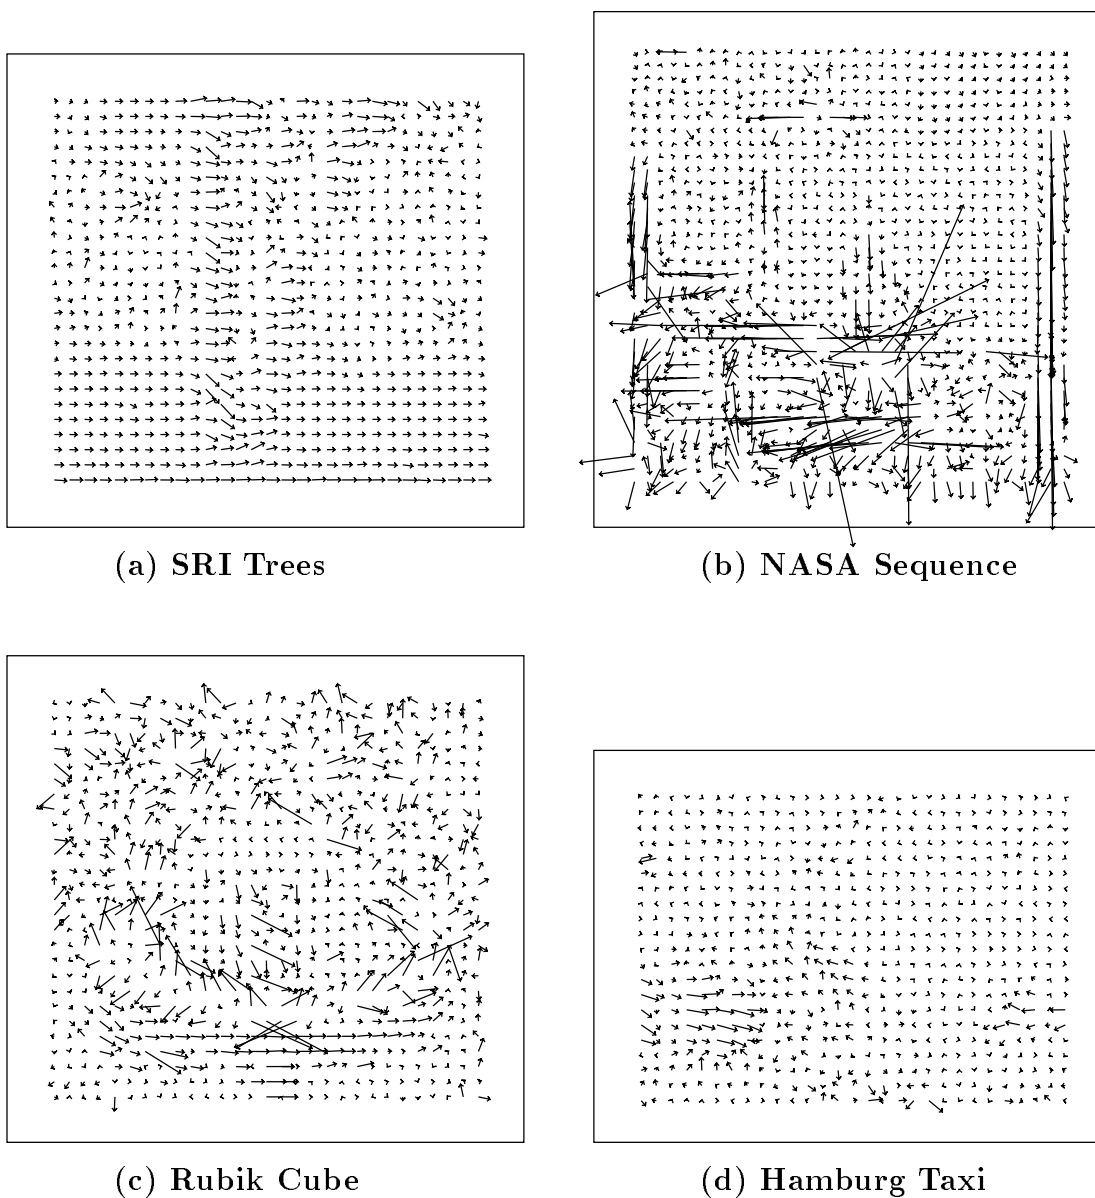 (a) SRI Trees
(b) NASA Sequence
(c) Rubik Cube
(d) Hamburg Taxi